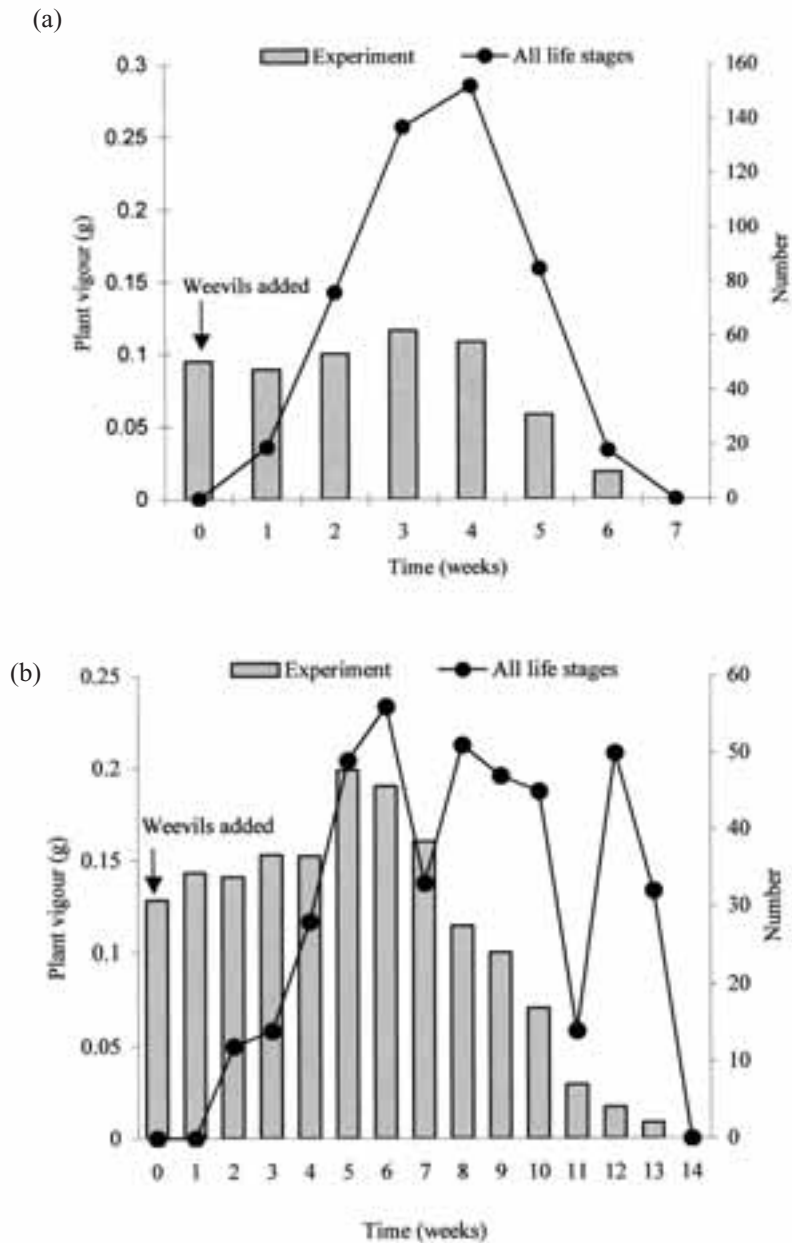 (a)
Experiment All life stages
0.3
0.25
0.2
0.15
0.1
0.05
0
Plant vigour (g)
Weevils added
160
140
120
100
80
60
40
20
0
Number
0 1 2 3 4 5 6 7
Time (weeks)
(b)
Experiment All life stages
0.25
0.2
0.15
0.1
0.05
0
Plant vigour (g)
Weevils added
60
50
40
30
20
10
0
Number
0 1 2 3 4 5 6 7 8 9 10 11 12 13 14
Time (weeks)